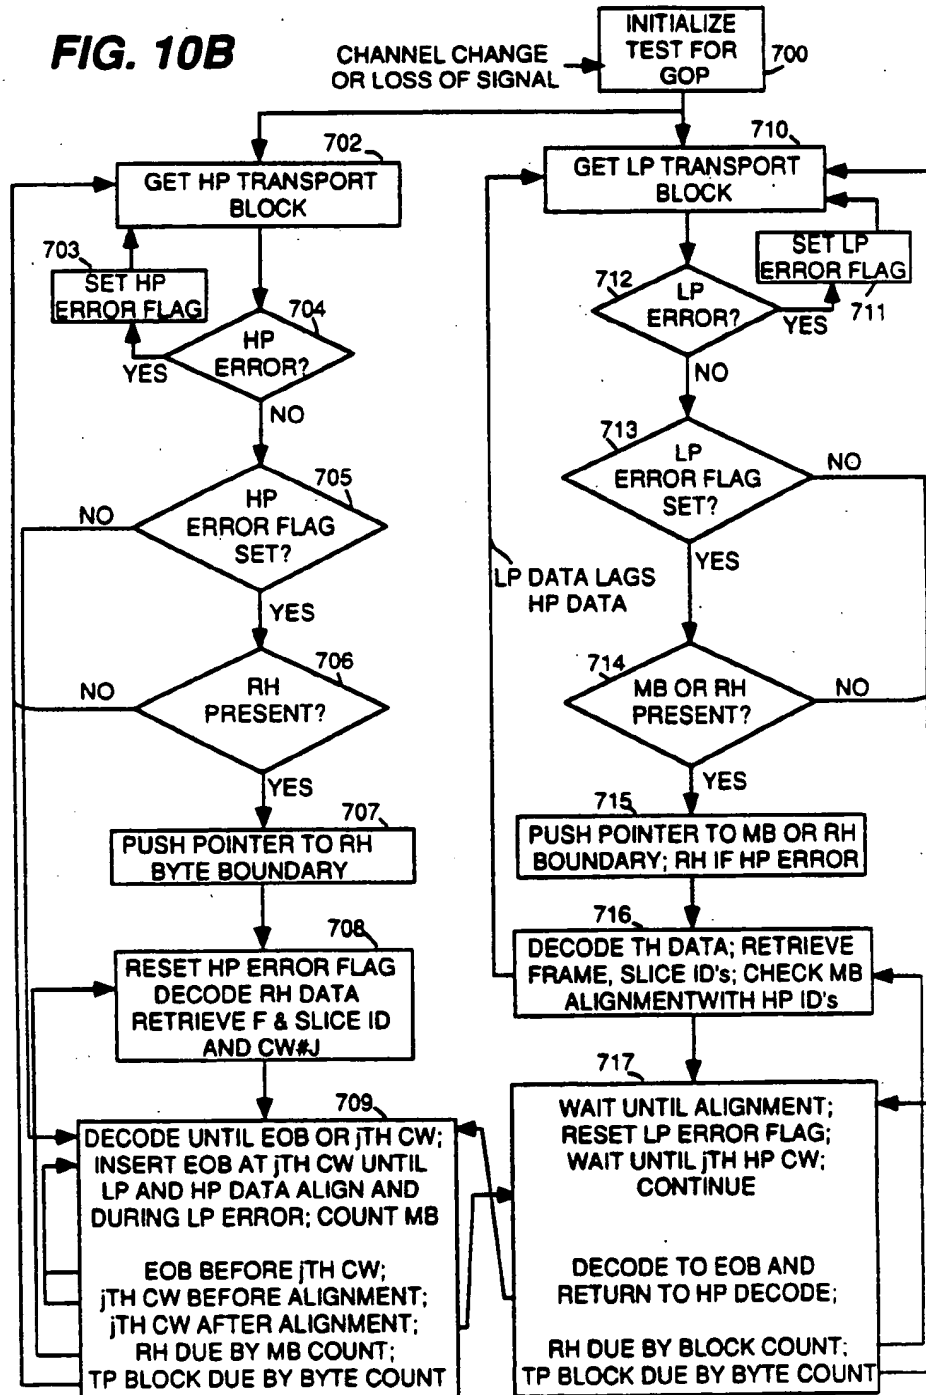 FIG. 10B
CHANNEL CHANGE
OR LOSS OF SIGNAL
INITIALIZE
TEST FOR
GOP
700
702
GET HP TRANSPORT
BLOCK
703
SET HP
ERROR FLAG
704
HP
ERROR?
YES
NO
705
HP
ERROR FLAG
SET?
NO
YES
706
RH
PRESENT?
NO
YES
707
PUSH POINTER TO RH
BYTE BOUNDARY
708
RESET HP ERROR FLAG
DECODE RH DATA
RETRIEVE F & SLICE ID
AND CW#J
709
DECODE UNTIL EOB OR jTH CW;
INSERT EOB AT jTH CW UNTIL
LP AND HP DATA ALIGN AND
DURING LP ERROR; COUNT MB
EOB BEFORE jTH CW;
jTH CW BEFORE ALIGNMENT;
jTH CW AFTER ALIGNMENT;
RH DUE BY MB COUNT;
TP BLOCK DUE BY BYTE COUNT
710
GET LP TRANSPORT
BLOCK
SET LP
ERROR FLAG
711
712
LP
ERROR?
YES
NO
713
LP
ERROR FLAG
SET?
NO
YES
LP DATA LAGS
HP DATA
714
MB OR RH
PRESENT?
NO
YES
715
PUSH POINTER TO MB OR RH
BOUNDARY; RH IF HP ERROR
716
DECODE TH DATA; RETRIEVE
FRAME, SLICE ID's; CHECK MB
ALIGNMENTWITH HP ID's
717
WAIT UNTIL ALIGNMENT;
RESET LP ERROR FLAG;
WAIT UNTIL jTH HP CW;
CONTINUE
DECODE TO EOB AND
RETURN TO HP DECODE;
RH DUE BY BLOCK COUNT;
TP BLOCK DUE BY BYTE COUNT